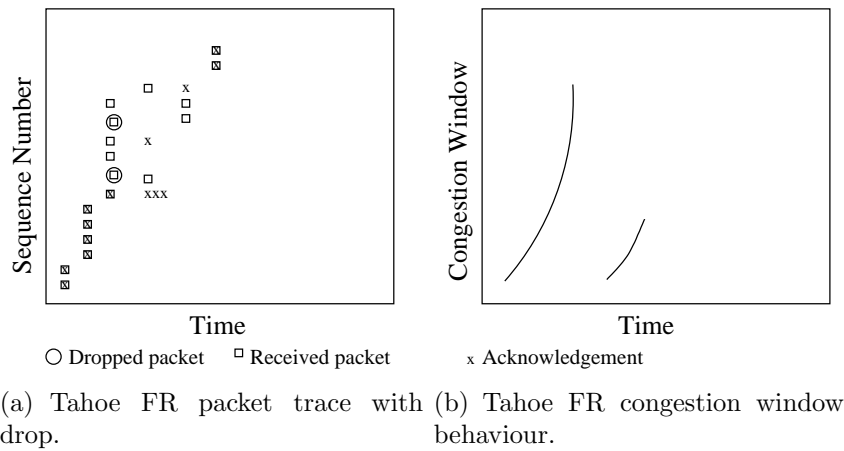 Sequence Number
x
x
xxx
Time
Congestion Window
Time
Dropped packet Received packet x Acknowledgement
(a) Tahoe FR packet trace with drop.
(b) Tahoe FR congestion window behaviour.